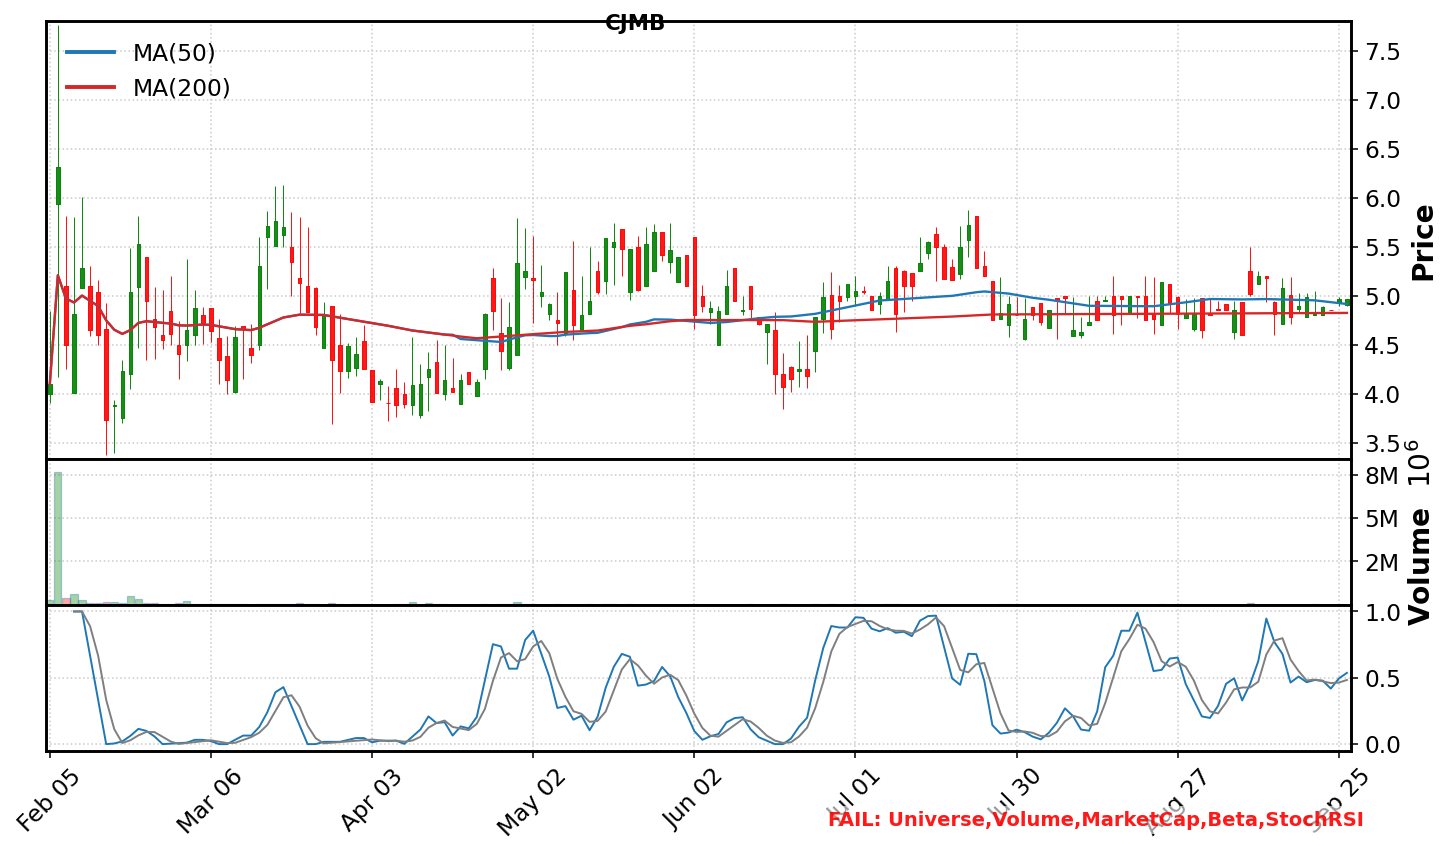 CJMB
MA(50)
MA(200)
7.5
7.0
6.5
6.0
5.5
5.0
4.5
4.0
3.5
Price
8M
5M
2M
Volume 10^6
1.0
0.5
0.0
Feb 05
Mar 06
Apr 03
May 02
Jun 02
Jul 01
Jul 30
Aug 27
Sep 25
FAIL: Universe,Volume,MarketCap,Beta,StochRSI